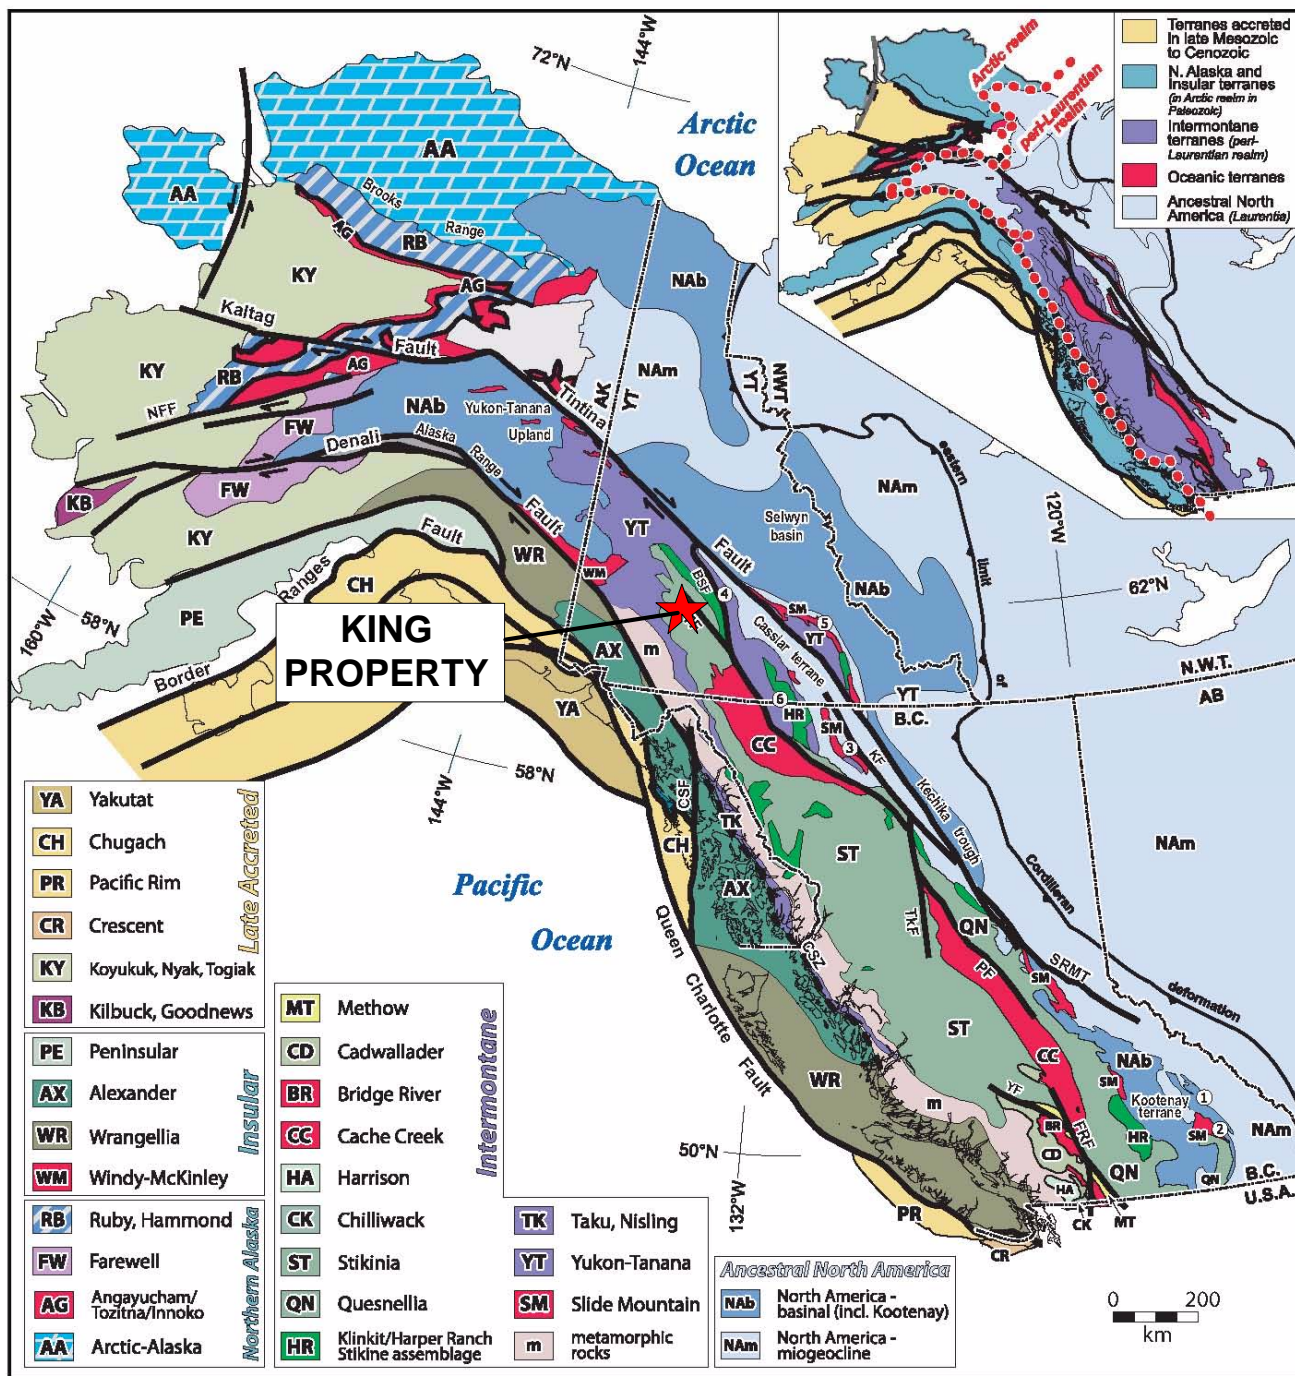 72°N
144°W
Arctic
Ocean
Arctic realm
peri-Laurentian
realm
Terranes accreted
in late Mesozoic
to Cenozoic
N. Alaska and
Insular terranes
(in Arctic realm in
Paleozoic)
Intermontane
terranes (peri-
Laurentian realm)
Oceanic terranes
Ancestral North
America (Laurentia)
AA
AA
Brooks
Range
RB
AG
AG
KY
Kaltag
Fault
NAb
NAm
AK
YT
YT
NWT
KY
RB
AG
NFF
FW
NAb
Yukon-Tanana
Upland
Tintina
Fault
Denali
Alaska
Range
Fault
KB
FW
KY
WR
WM
YT
Selwyn
basin
NAb
NAm
eastern
limit
of
Cordilleran
deformation
120°W
62°N
160°W
58°N
PE
Border
Ranges
Fault
CH
KING
PROPERTY
AX
m
BSF
4
SM
5
YT
Cassiar terrane
YT
B.C.
N.W.T.
AB
6
HR
SM
3
KF
Kechika
trough
YA
58°N
144°W
CC
CSF
CH
TK
AX
ST
NAm
Pacific
Ocean
Queen Charlotte Fault
CSZ
TKF
QN
PF
SRMT
SM
ST
CC
NAb
SM
Kootenay
terrane
1
2
SM
NAm
WR
m
YF
BR
FRF
CD
HA
HR
QN
QN
B.C.
U.S.A.
CK
MT
50°N
132°W
PR
CR
YA Yakutat
CH Chugach
PR Pacific Rim
CR Crescent
KY Koyukuk, Nyak, Togiak
KB Kilbuck, Goodnews
Late Accreted
PE Peninsular
AX Alexander
WR Wrangellia
WM Windy-McKinley
Insular
RB Ruby, Hammond
FW Farewell
AG Angayucham/
Tozitna/Innoko
AA Arctic-Alaska
Northern Alaska
MT Methow
CD Cadwallader
BR Bridge River
CC Cache Creek
HA Harrison
CK Chilliwack
ST Stikinia
QN Quesnellia
HR Klinkit/Harper Ranch
Stikine assemblage
Intermontane
TK Taku, Nisling
YT Yukon-Tanana
SM Slide Mountain
m metamorphic
rocks
Ancestral North America
NAb North America -
basinal (incl. Kootenay)
NAm North America -
miogeocline
0 200
km